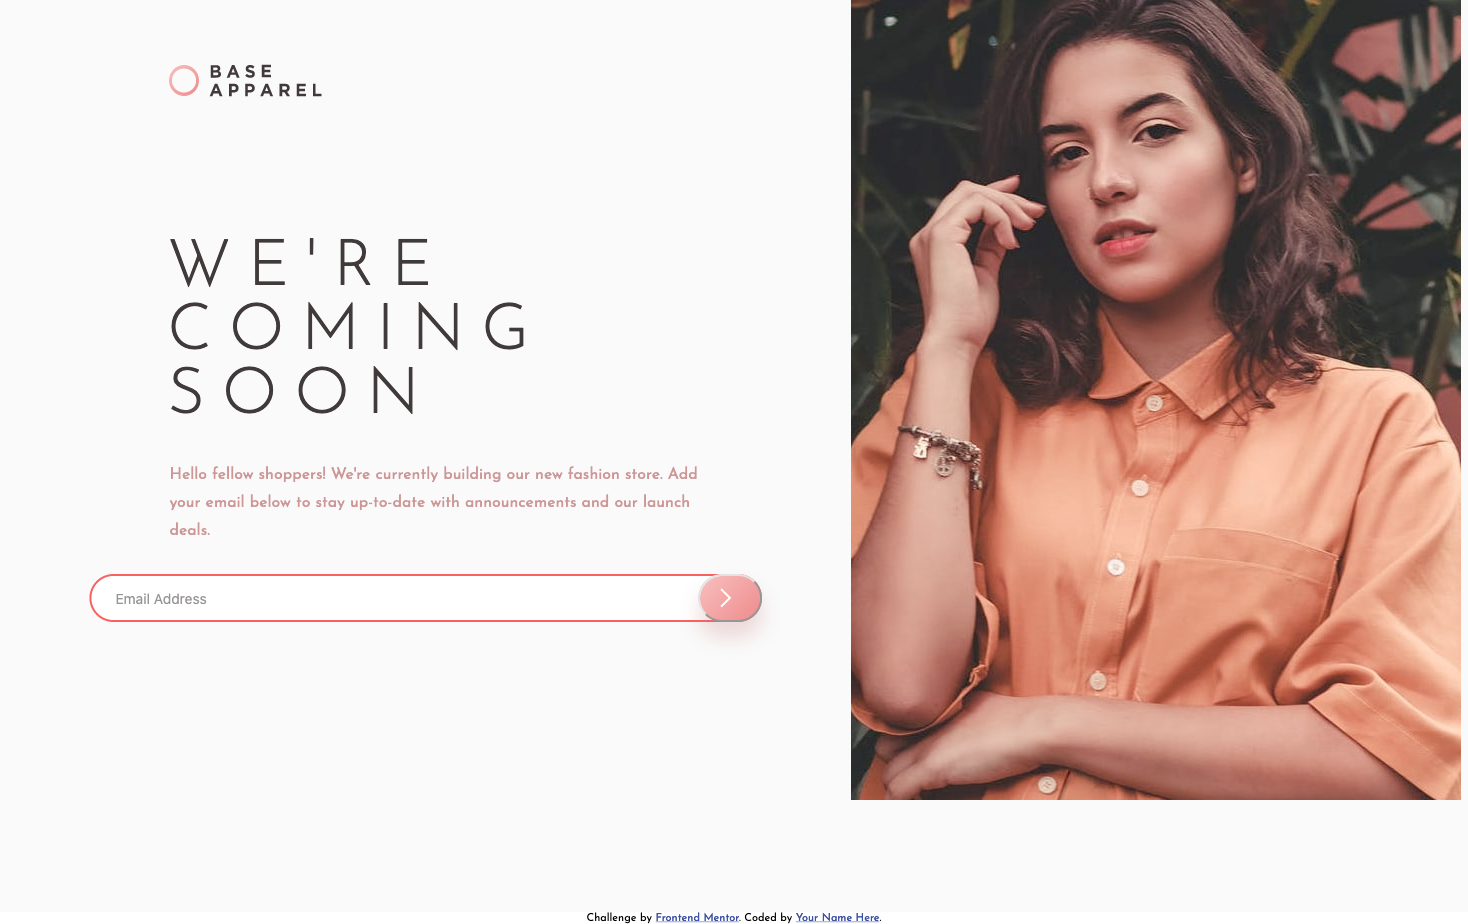 BASE
APPAREL
WE'RE
COMING
SOON
Hello fellow shoppers! We're currently building our new fashion store. Add
your email below to stay up-to-date with announcements and our launch
deals.
Email Address
Challenge by Frontend Mentor. Coded by Your Name Here.